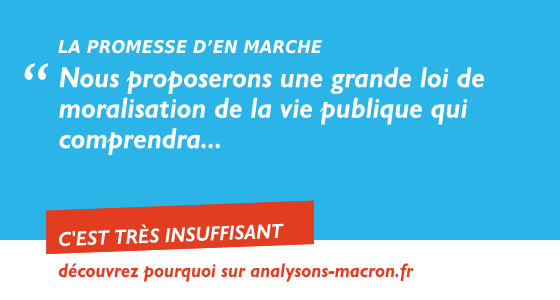 LA PROMESSE D’EN MARCHE
“ Nous proposerons une grande loi de
moralisation de la vie publique qui
comprendra...
C'EST TRÈS INSUFFISANT
découvrez pourquoi sur analysons-macron.fr